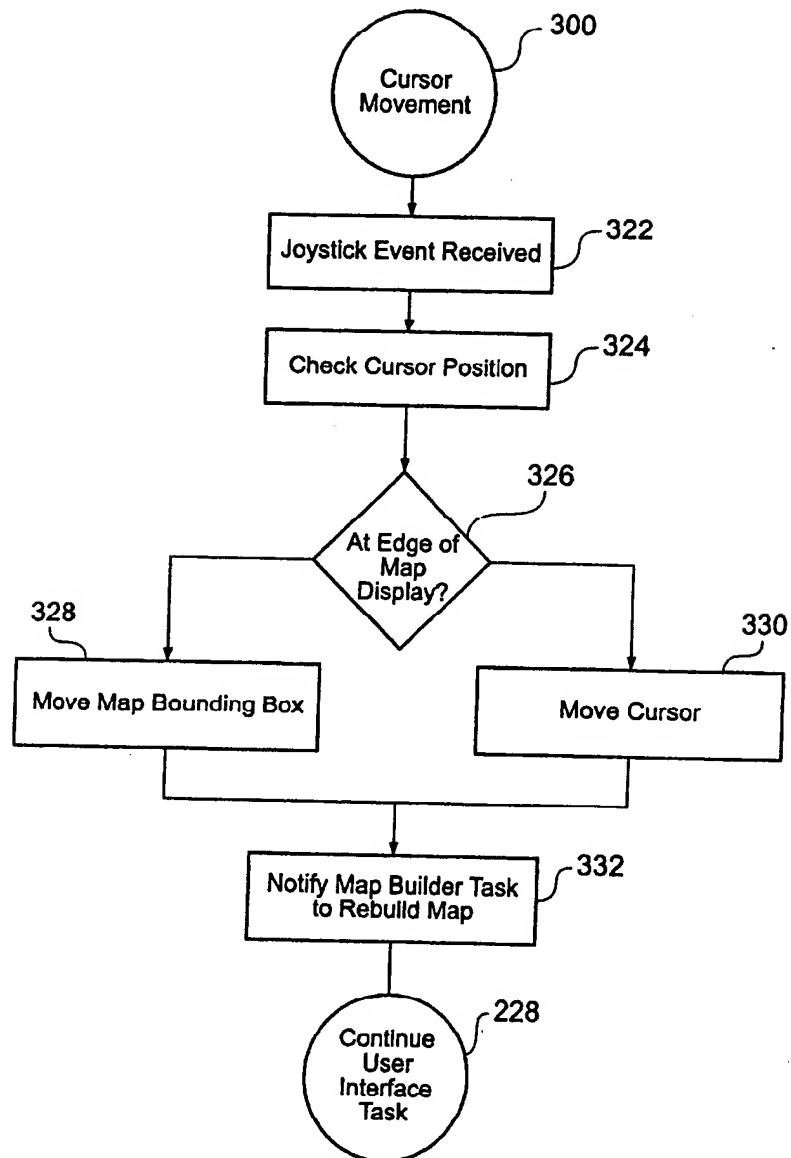 300
Cursor
Movement
322
Joystick Event Received
324
Check Cursor Position
326
At Edge of
Map
Display?
328
Move Map Bounding Box
330
Move Cursor
332
Notify Map Builder Task
to Rebuild Map
228
Continue
User
Interface
Task